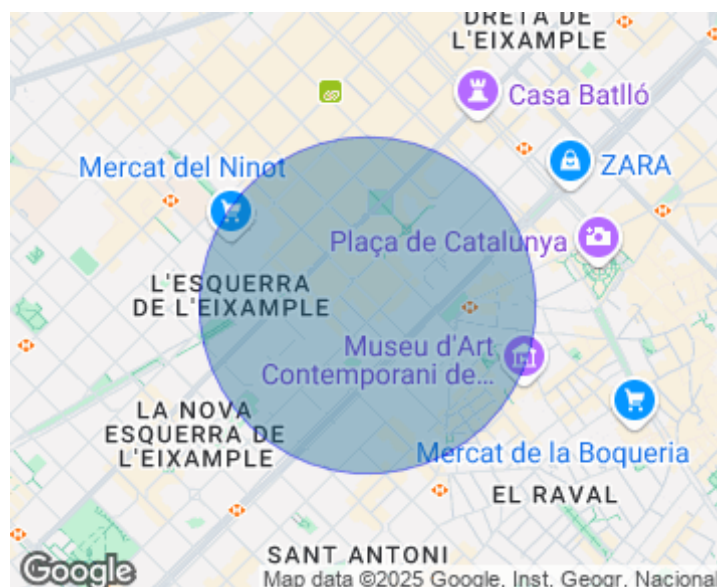 DRETA DE
L'EIXAMPLE
Casa Batlló
Mercat del Ninot
ZARA
Plaça de Catalunya
L'ESQUERRA
DE L'EIXAMPLE
Museu d'Art
Contemporani de...
LA NOVA
ESQUERRA DE
L'EIXAMPLE
Mercat de la Boqueria
EL RAVAL
SANT ANTONI
Google
Map data ©2025 Google, Inst. Geogr. Nacional